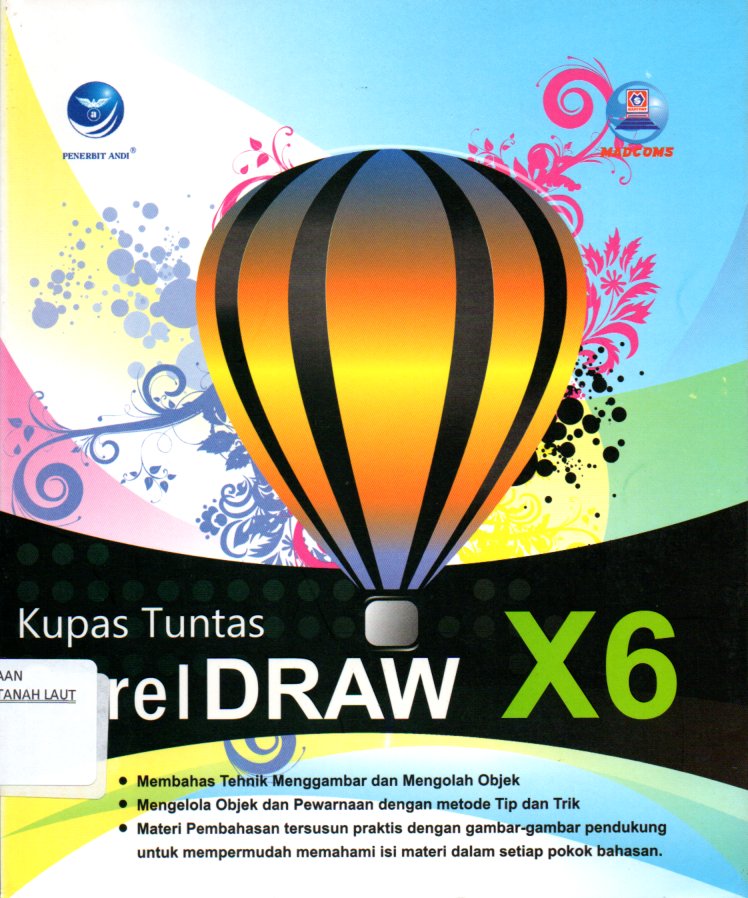 PENERBIT ANDI®
MADCOMS
Kupas Tuntas
relDRAW X6
AAN
TANAH LAUT
• Membahas Tehnik Menggambar dan Mengolah Objek
• Mengelola Objek dan Pewarnaan dengan metode Tip dan Trik
• Materi Pembahasan tersusun praktis dengan gambar-gambar pendukung
untuk mempermudah memahami isi materi dalam setiap pokok bahasan.